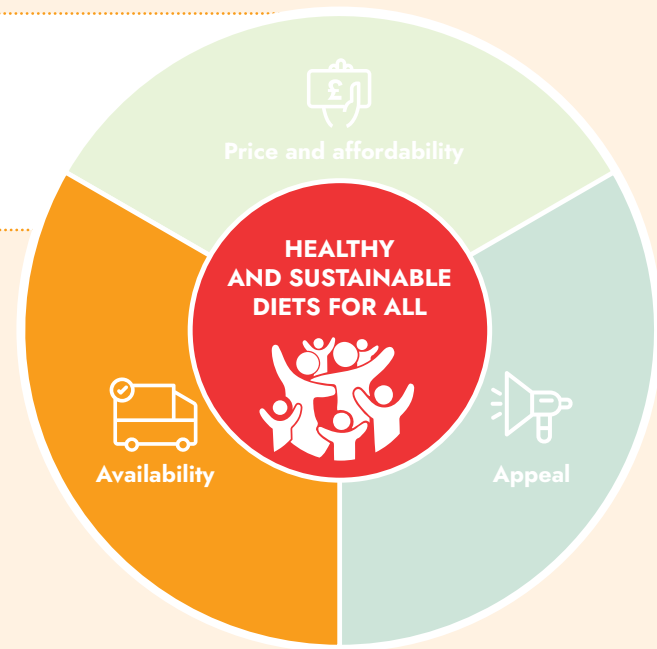 £
Price and affordability
HEALTHY
AND SUSTAINABLE
DIETS FOR ALL
Availability
Appeal